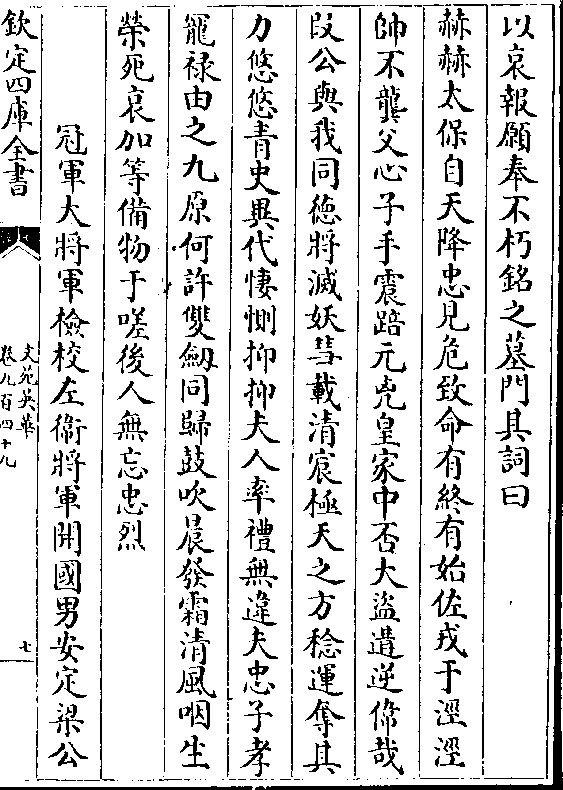 以哀報願奉不朽銘之墓門其詞曰
赫赫太保自天降忠見危致命有終有始佐戎于涇涇
帥不龔父心子手震踣元兇皇家中否大盜遘逆偉哉
段公與我同德將滅妖彗載清宸極天之方稔運奪其
力悠悠青史異代悽惻抑抑夫人率禮無違夫忠子孝
寵禄由之九原何許雙劔同歸鼓吹晨發霜清風咽生
榮死哀加等備物于嗟後人無忘忠烈
冠軍大將軍檢校左衞將軍開國男安定梁公
欽定四庫全書
文苑英華
卷九百四十九
七